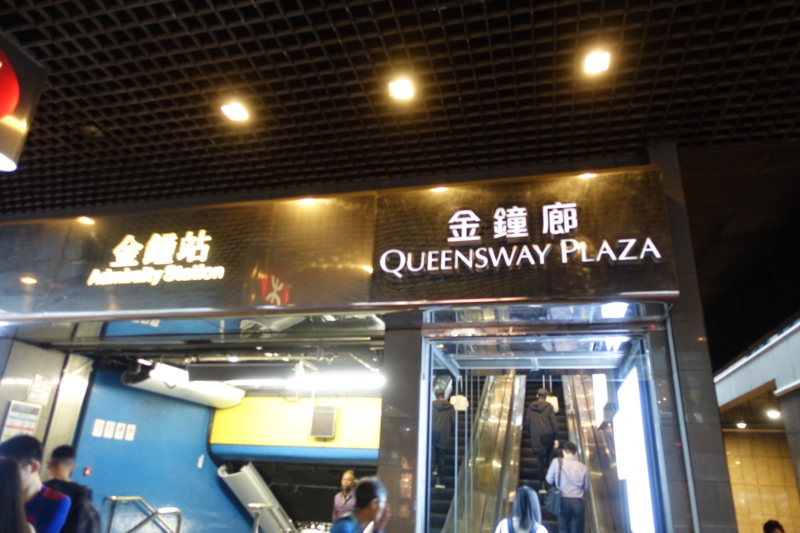 金鐘站
Admiralty Station
金鐘廊
QUEENSWAY PLAZA